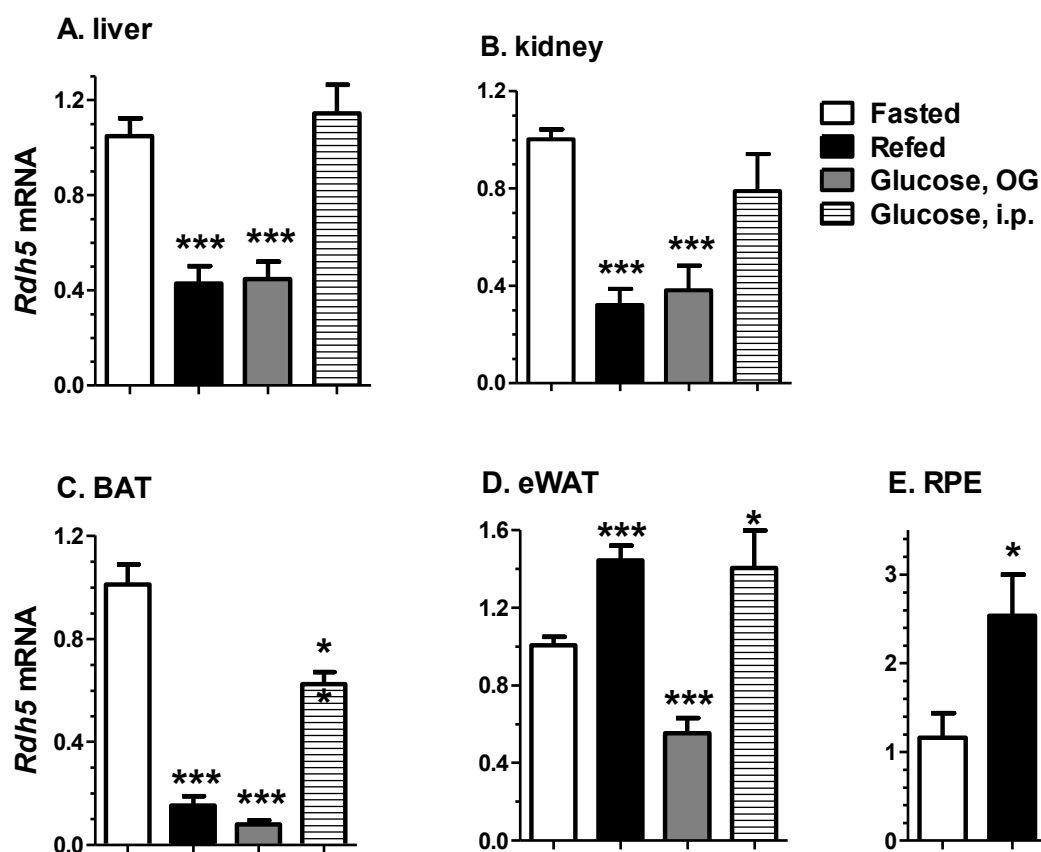 A. liver
B. kidney
Rdh5 mRNA
1.2
0.8
0.4
0.0
*** ***
1.2
0.8
0.4
0.0
*** ***
Fasted
Refed
Glucose, OG
Glucose, i.p.
C. BAT
D. eWAT
E. RPE
Rdh5 mRNA
1.2
0.8
0.4
0.0
*** ***
*
*
1.6
1.2
0.8
0.4
0.0
***
***
*
3
2
1
0
*